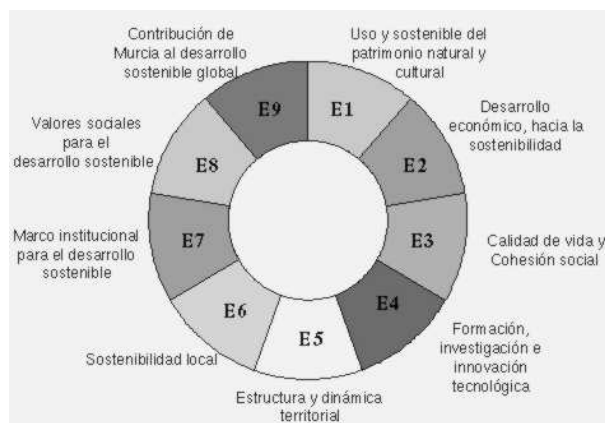 Contribución de
Murcia al desarrollo
sostenible global
Uso y sostenible del
patrimonio natural y
cultural
Desarrollo
económico, hacia la
sostenibilidad
Calidad de vida y
Cohesión social
Formación,
investigación e
innovación
tecnológica
Estructura y dinámica
territorial
Sostenibilidad local
Marco institucional
para el desarrollo
sostenible
Valores sociales
para el
desarrollo sostenible
E1
E2
E3
E4
E5
E6
E7
E8
E9